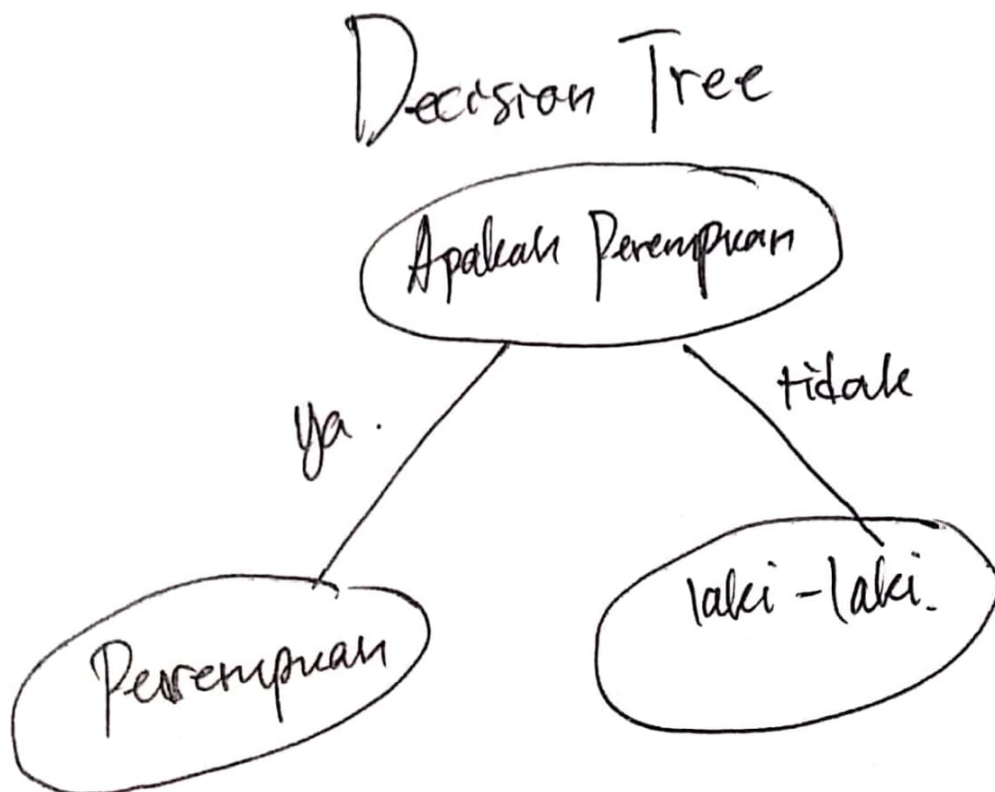 Decision Tree
Apakah Perempuan
ya.
tidak
Perempuan
laki-laki.